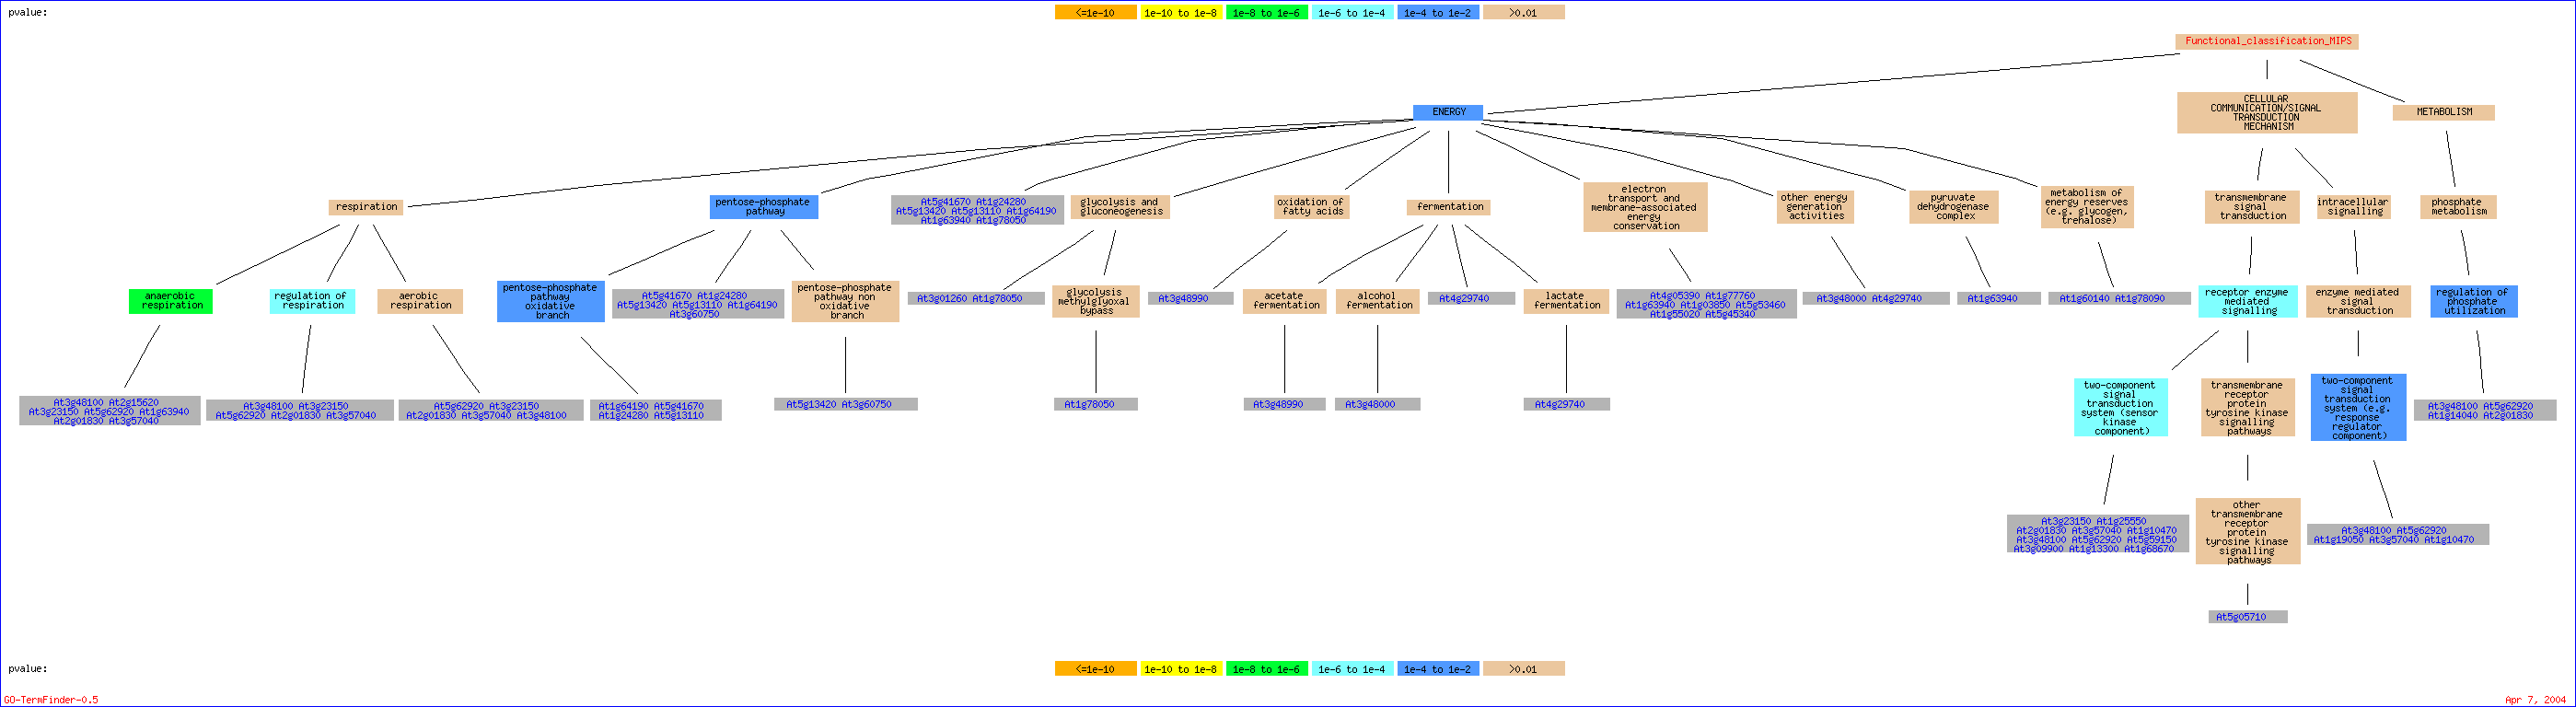 pvalue:
<=1e-10
1e-10 to 1e-8
1e-8 to 1e-6
1e-6 to 1e-4
1e-4 to 1e-2
>0.01
Functional_classification_MIPS
ENERGY
CELLULAR
COMMUNICATION/SIGNAL
TRANSDUCTION
MECHANISM
METABOLISM
respiration
pentose-phosphate
pathway
At5g41670 At1g24280
At5g13420 At5g13110 At1g64190
At1g63940 At1g78050
glycolysis and
gluconeogenesis
oxidation of
fatty acids
fermentation
electron
transport and
membrane-associated
energy
conservation
other energy
generation
activities
pyruvate
dehydrogenase
complex
metabolism of
energy reserves
(e.g. glycogen,
trehalose)
transmembrane
signal
transduction
intracellular
signalling
phosphate
metabolism
anaerobic
respiration
regulation of
respiration
aerobic
respiration
pentose-phosphate
pathway
oxidative
branch
At5g41670 At1g24280
At5g13420 At5g13110 At1g64190
At3g60750
pentose-phosphate
pathway non
oxidative
branch
At3g01260 At1g78050
glycolysis
methylglyoxal
bypass
At3g48990
acetate
fermentation
alcohol
fermentation
At4g29740
lactate
fermentation
At4g05390 At1g77760
At1g63940 At1g03850 At5g53460
At1g55020 At5g45340
At3g48000 At4g29740
At1g63940
At1g60140 At1g78090
receptor enzyme
mediated
signalling
enzyme mediated
signal
transduction
regulation of
phosphate
utilization
At3g48100 At2g15620
At3g23150 At5g62920 At1g63940
At2g01830 At3g57040
At3g48100 At3g23150
At5g62920 At2g01830 At3g57040
At5g62920 At3g23150
At2g01830 At3g57040 At3g48100
At1g64190 At5g41670
At1g24280 At5g13110
At5g13420 At3g60750
At1g78050
At3g48990
At3g48000
At4g29740
two-component
signal
transduction
system (sensor
kinase
component)
transmembrane
receptor
protein
tyrosine kinase
signalling
pathways
two-component
signal
transduction
system (e.g.
response
regulator
component)
At3g48100 At5g62920
At1g14040 At2g01830
At3g23150 At1g25550
At2g01830 At3g57040 At1g10470
At3g48100 At5g62920 At5g59150
At3g09900 At1g13300 At1g68670
other
transmembrane
receptor
protein
tyrosine kinase
signalling
pathways
At3g48100 At5g62920
At1g19050 At3g57040 At1g10470
At5g05710
pvalue:
<=1e-10
1e-10 to 1e-8
1e-8 to 1e-6
1e-6 to 1e-4
1e-4 to 1e-2
>0.01
GO-TermFinder-0.5
Apr 7, 2004